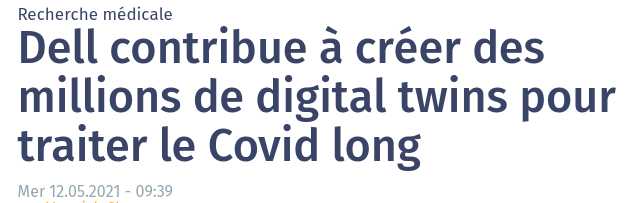 Recherche médicale
Dell contribue à créer des
millions de digital twins pour
traiter le Covid long
Mer 12.05.2021 - 09:39